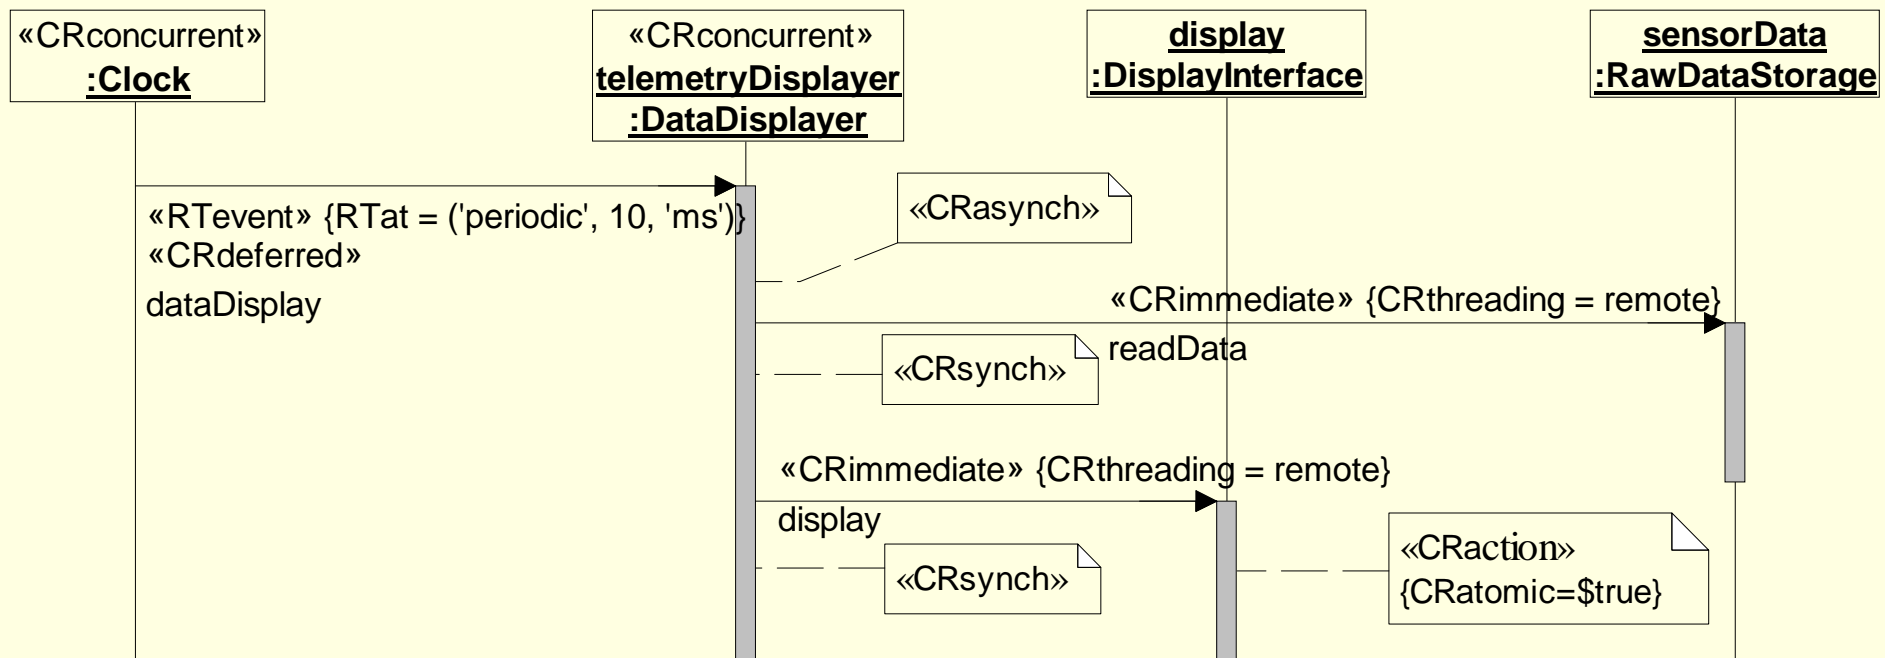 «CRconcurrent»
:Clock
«CRconcurrent»
telemetryDisplayer
:DataDisplayer
display
:DisplayInterface
sensorData
:RawDataStorage
«RTevent» {RTat = ('periodic', 10, 'ms')}
«CRdeferred»
dataDisplay
«CRasynch»
«CRimmediate» {CRthreading = remote}
readData
«CRsynch»
«CRimmediate» {CRthreading = remote}
display
«CRsynch»
«CRaction»
{CRatomic=$true}